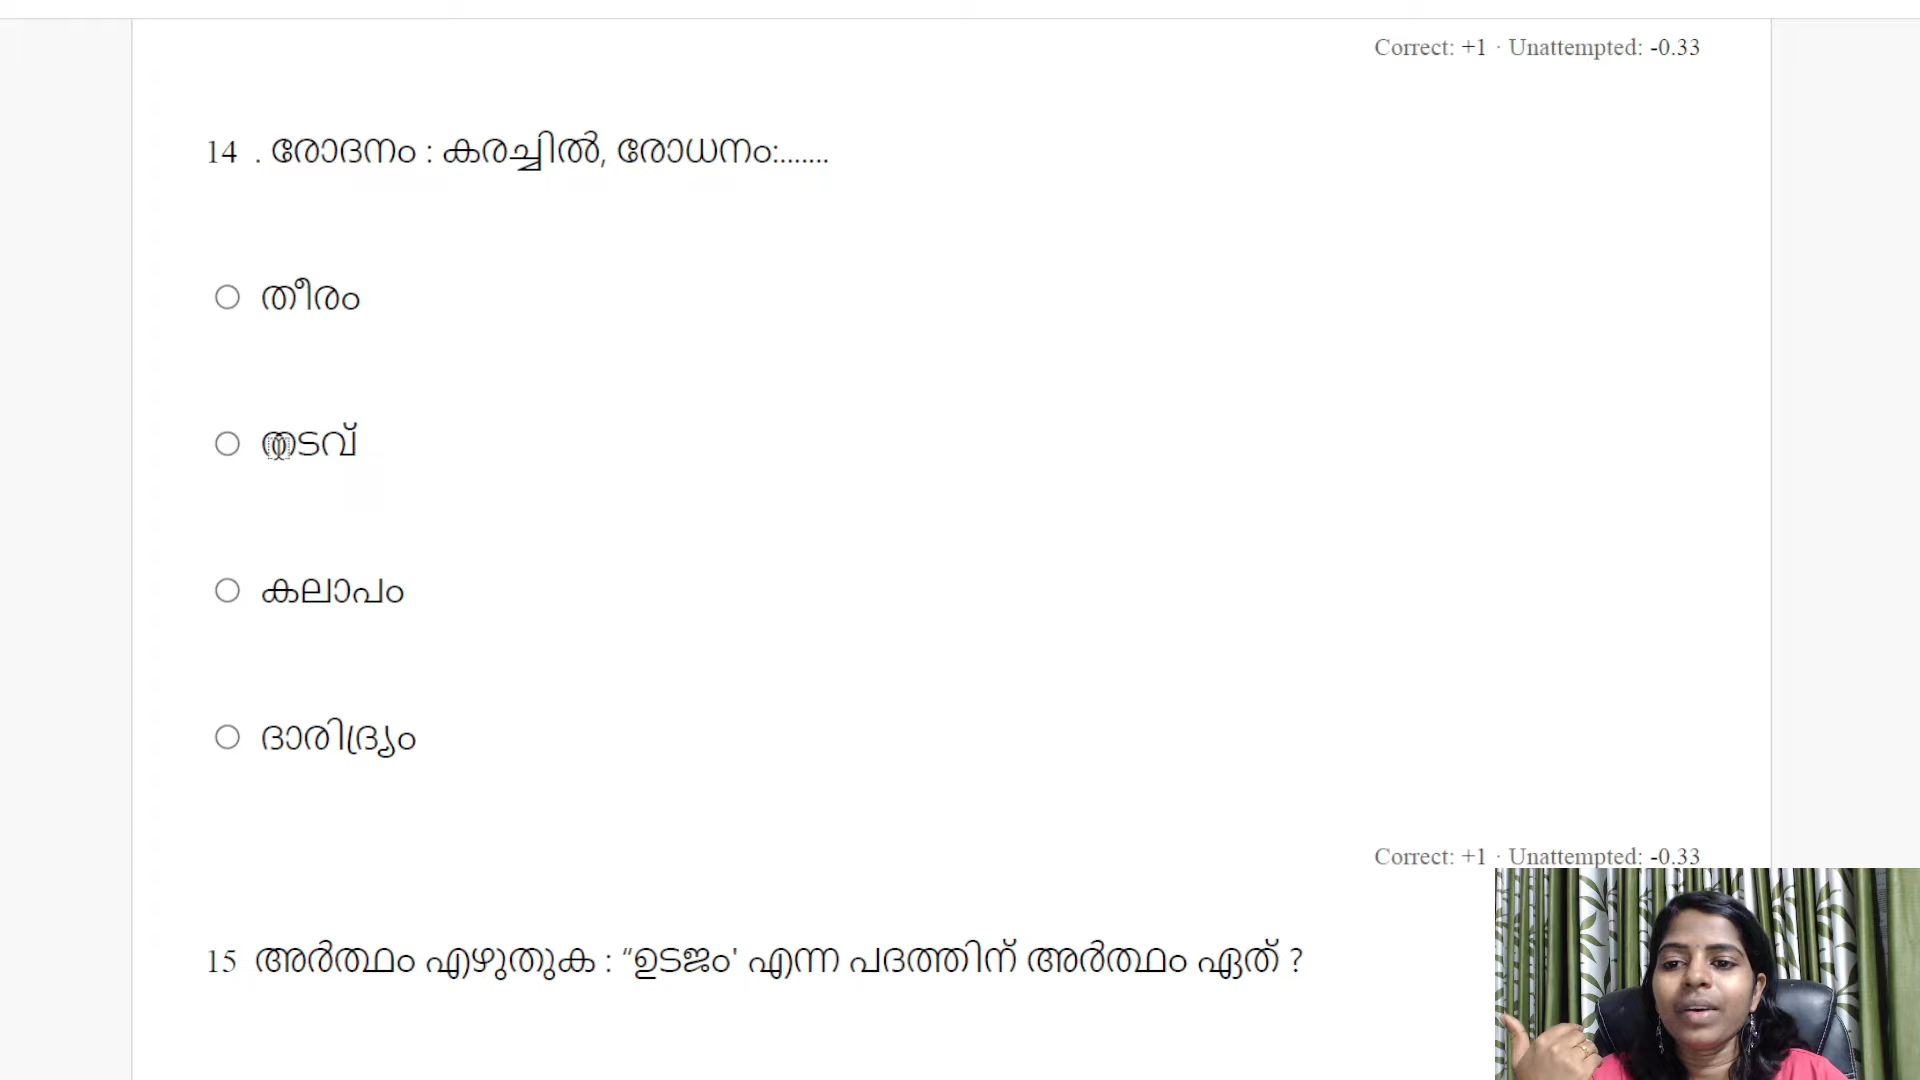 Correct: +1 · Unattempted: -0.33
14 . രോദനം : കരച്ചിൽ, രോധനം:.......
തീരം
തടവ്
കലാപം
ദാരിദ്ര്യം
Correct: +1 · Unattempted: -0.33
15 അർത്ഥം എഴുതുക : “ഉടജം' എന്ന പദത്തിന് അർത്ഥം ഏത് ?